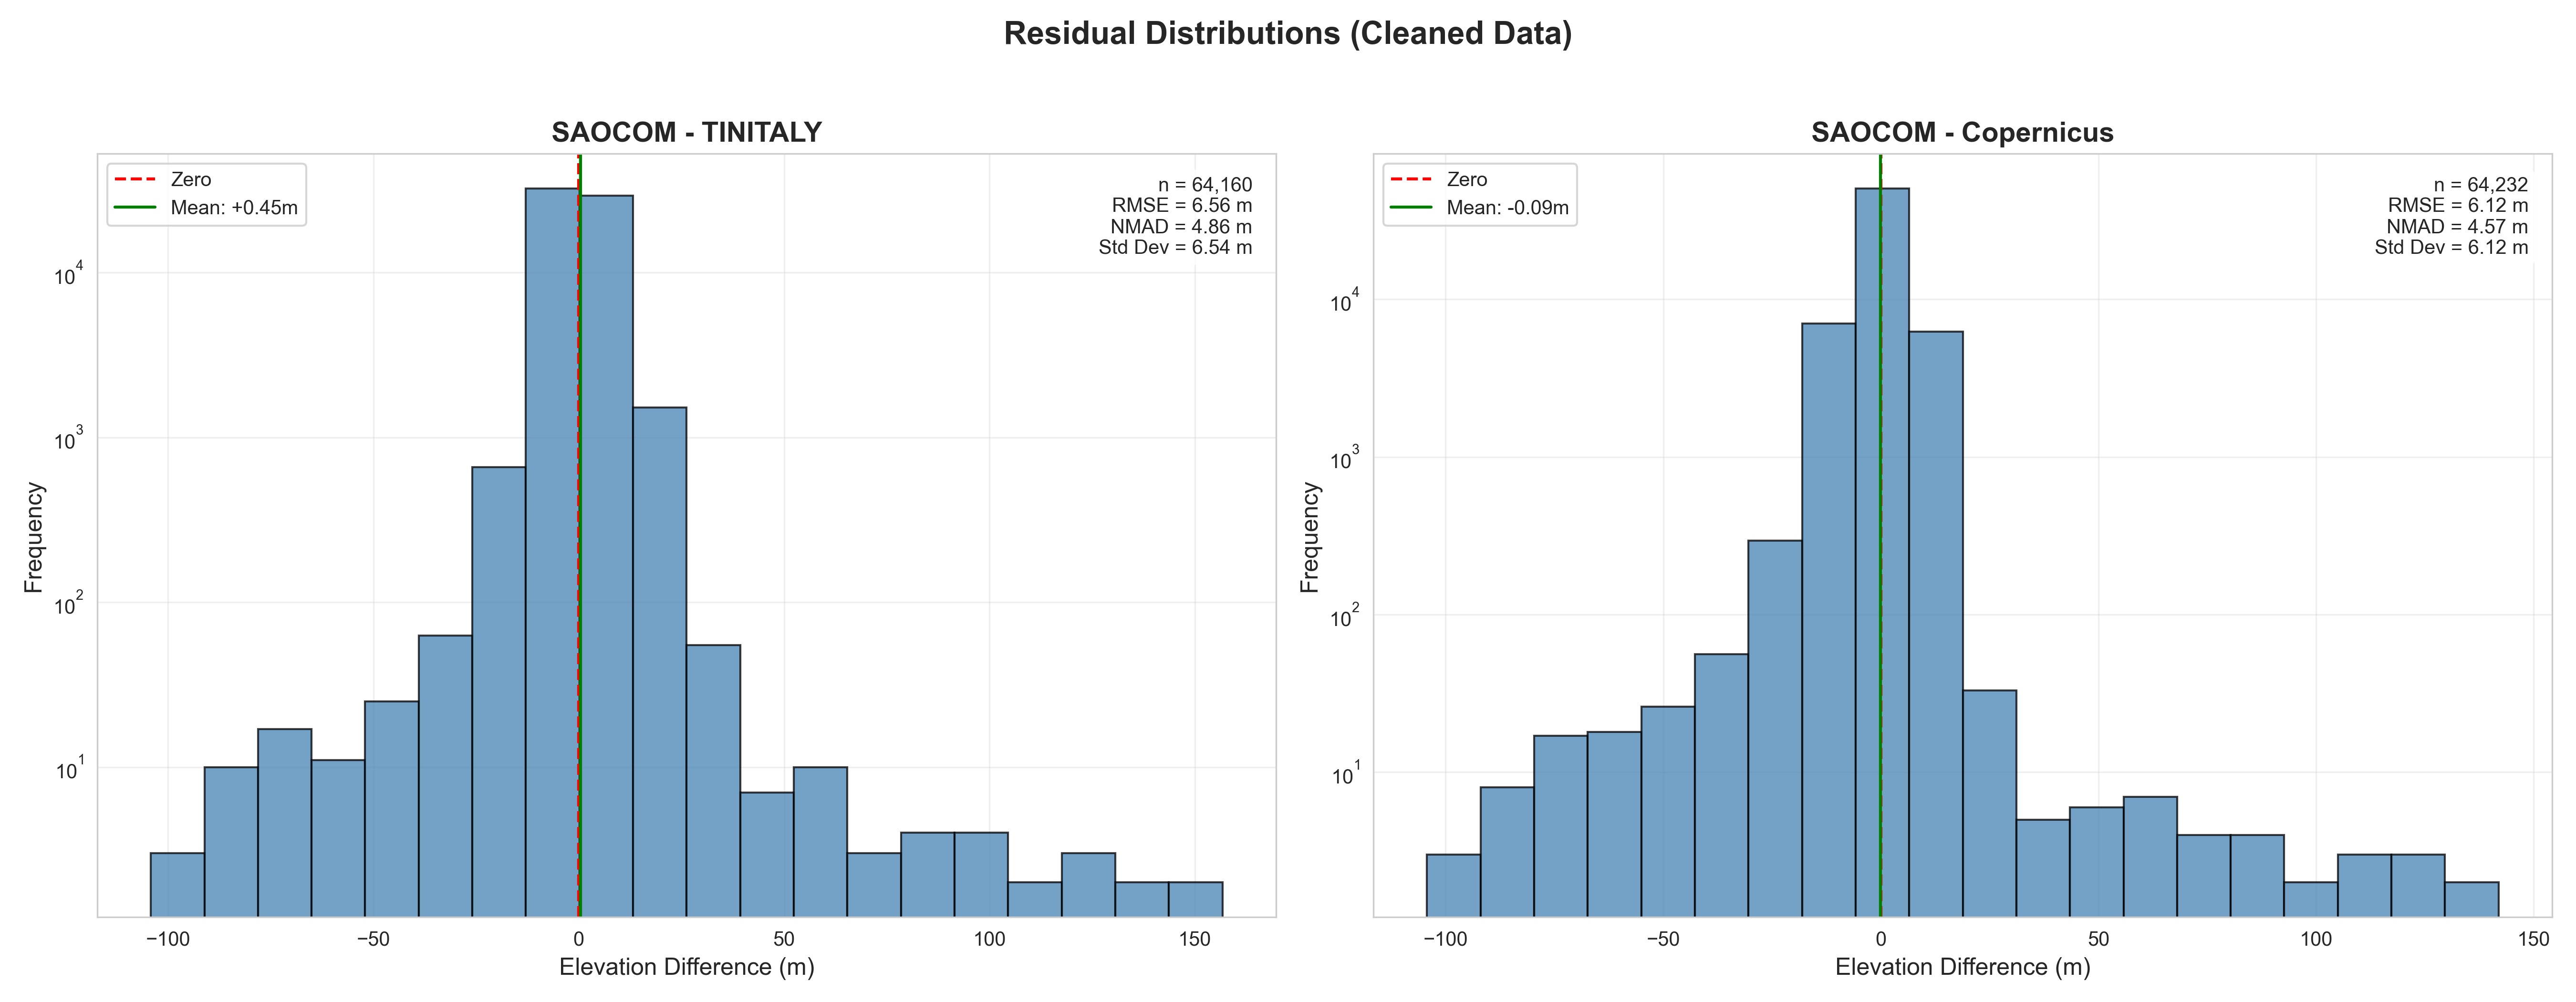 Residual Distributions (Cleaned Data)
SAOCOM - TINITALY
Zero
Mean: +0.45m
n = 64,160
RMSE = 6.56 m
NMAD = 4.86 m
Std Dev = 6.54 m
10^4
10^3
10^2
10^1
Frequency
−100 −50 0 50 100 150
Elevation Difference (m)
SAOCOM - Copernicus
Zero
Mean: -0.09m
n = 64,232
RMSE = 6.12 m
NMAD = 4.57 m
Std Dev = 6.12 m
10^4
10^3
10^2
10^1
Frequency
−100 −50 0 50 100 150
Elevation Difference (m)